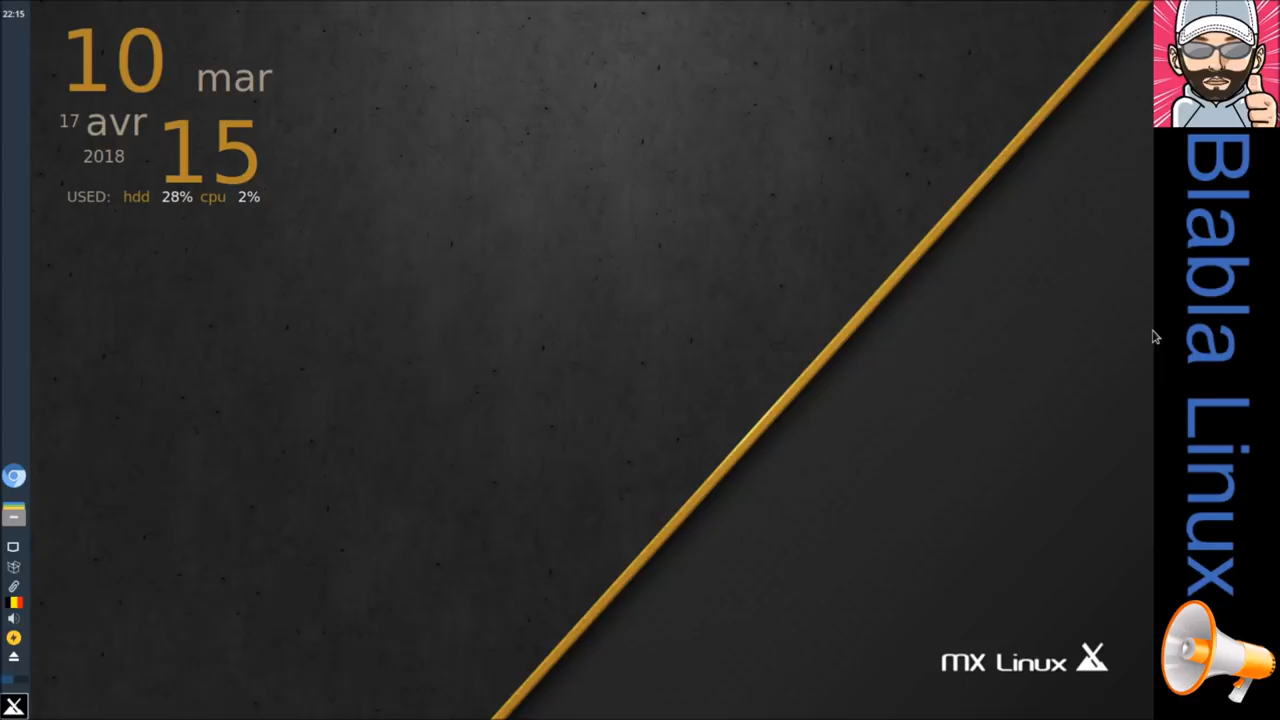 22:15
10 mar
17 avr 15
2018
USED: hdd 28% cpu 2%
Blabla Linux
MX Linux